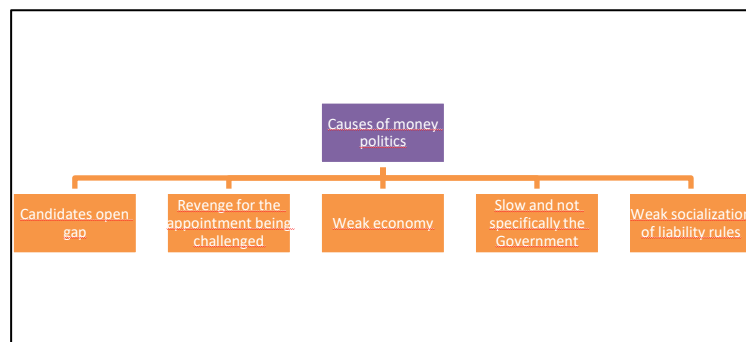 Causes of money
politics
Candidates open
gap
Revenge for the
appointment being
challenged
Weak economy
Slow and not
specifically the
Government
Weak socialization
of liability rules